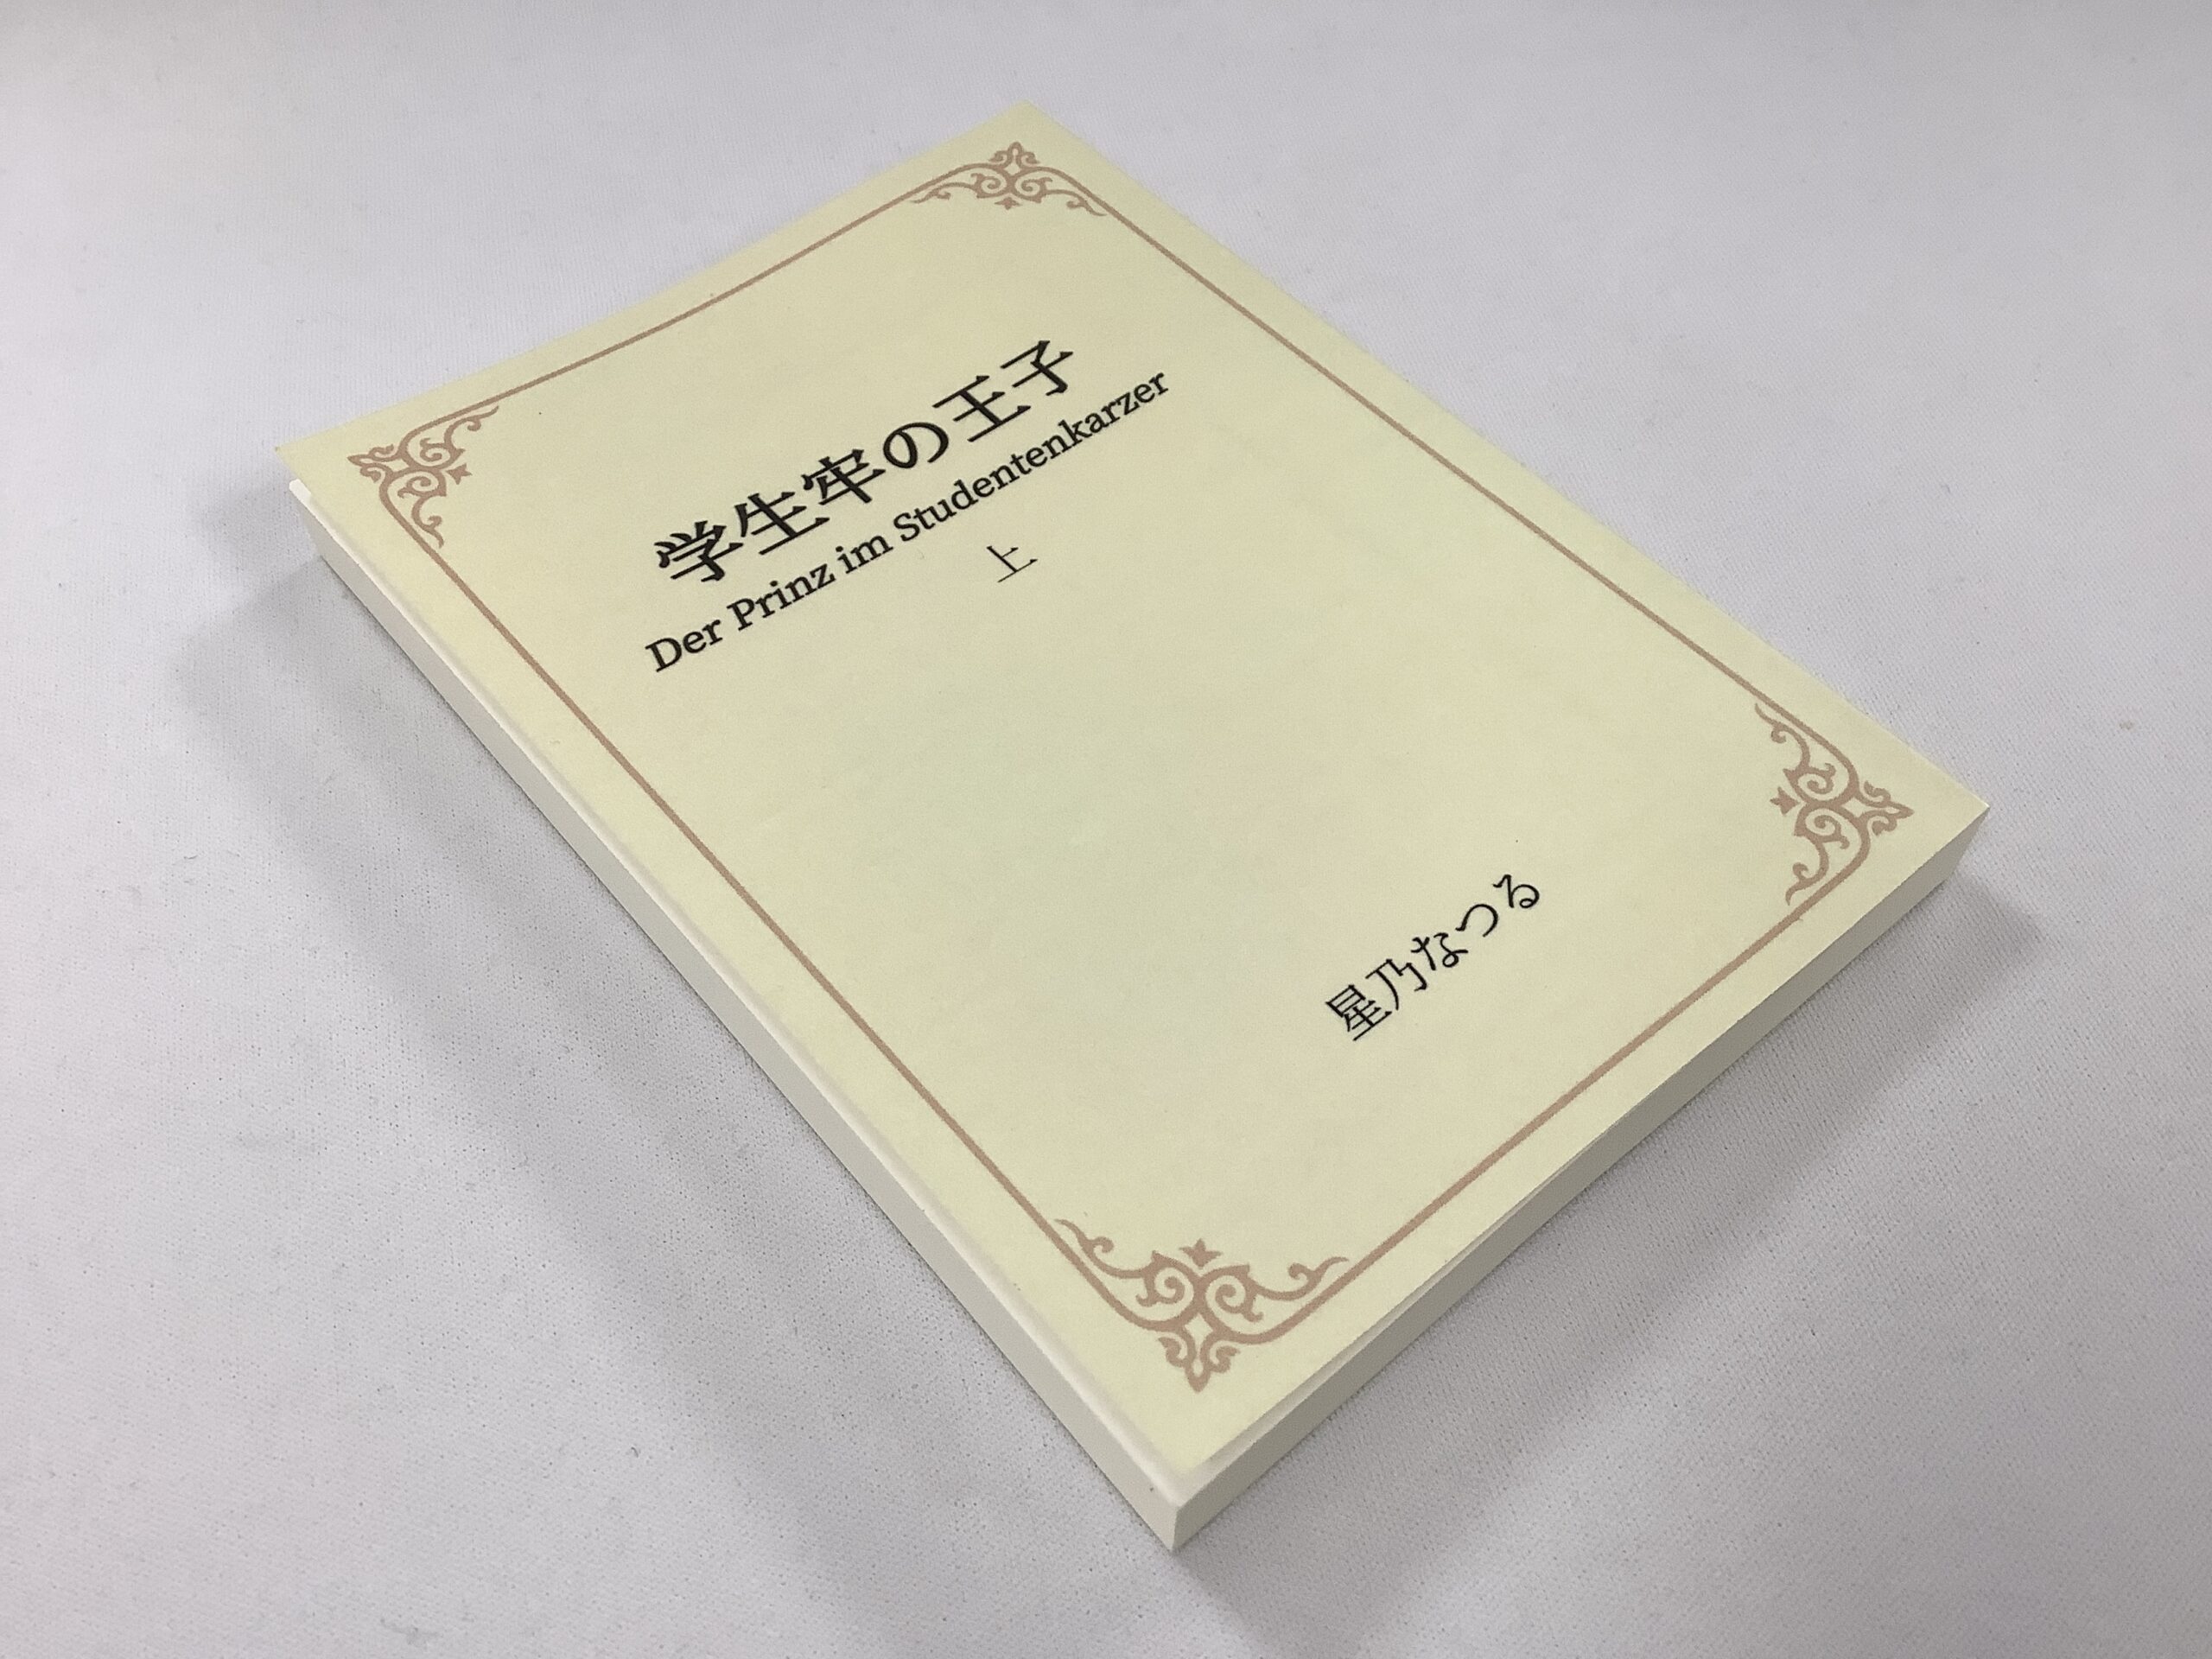 学生牢の王子
Der Prinz im Studentenkarzer
上
星乃なつる